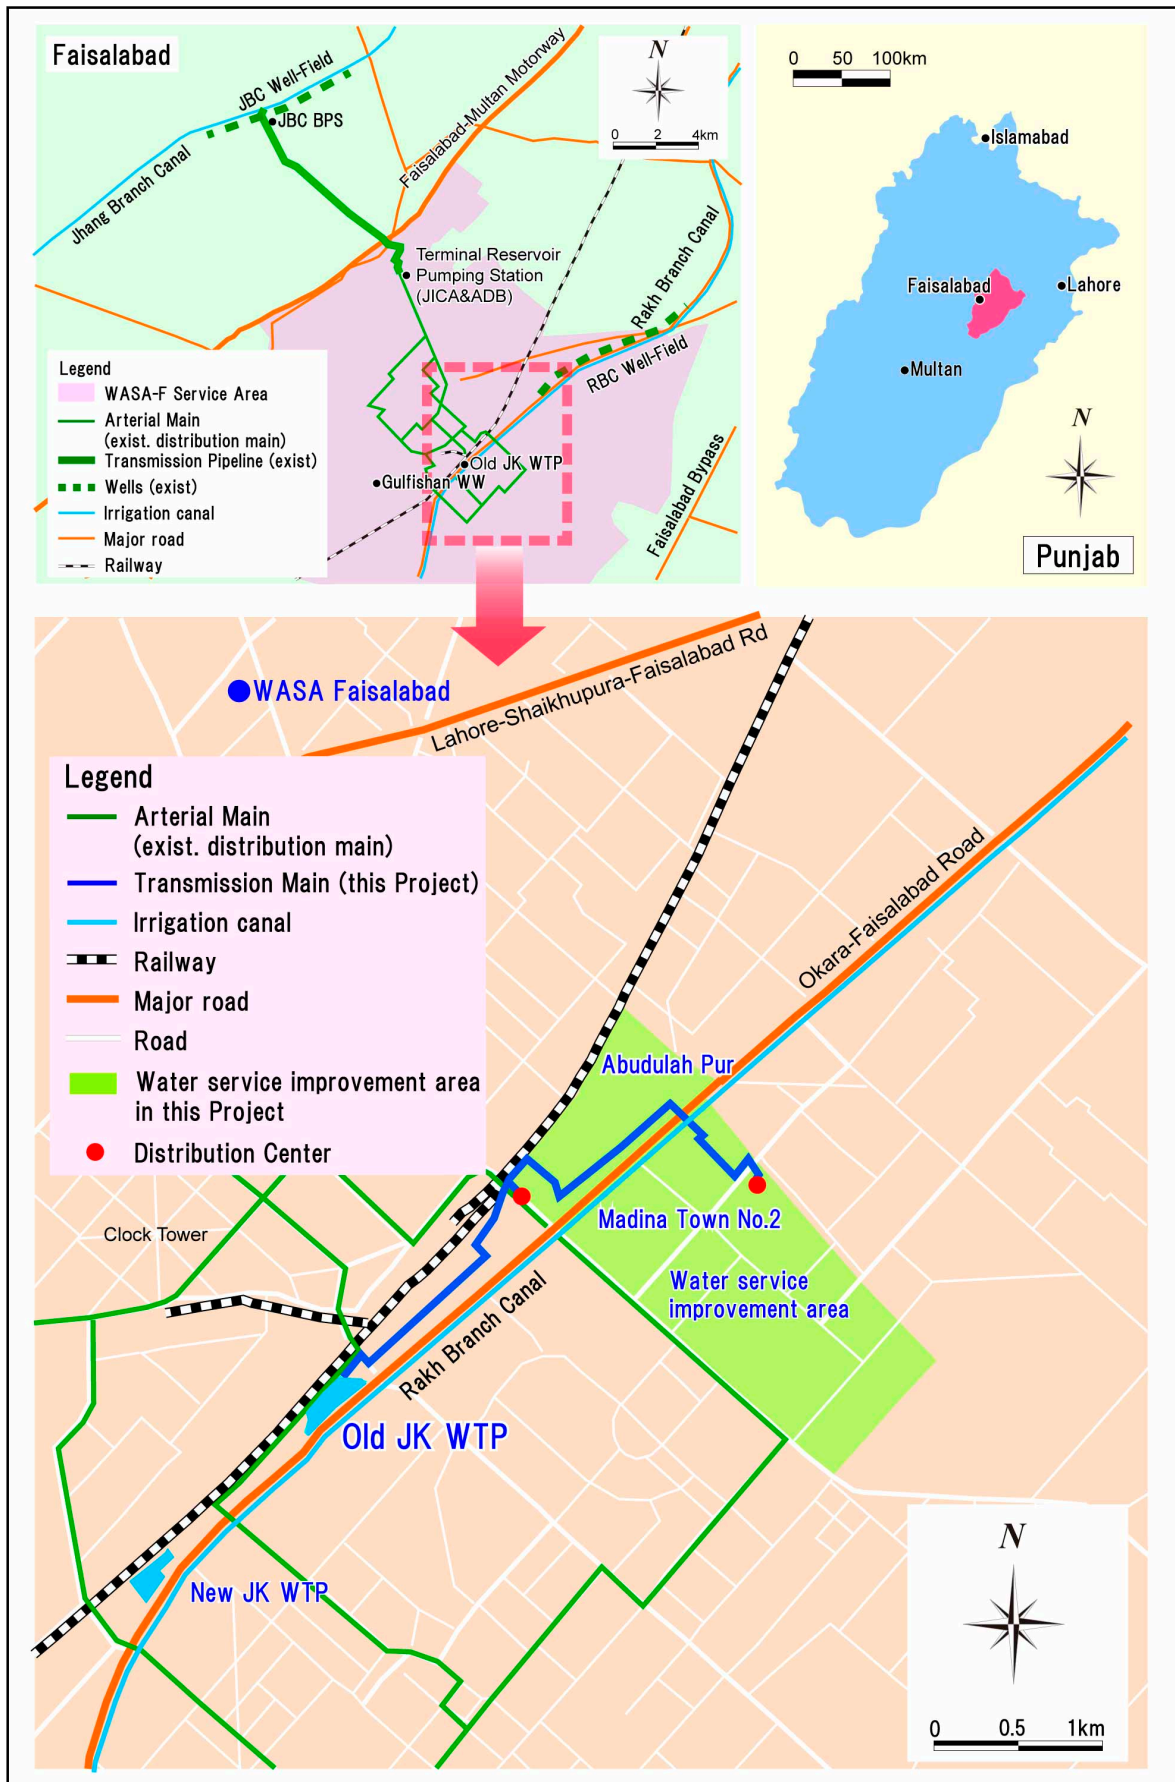 Faisalabad
N
0 2 4km
JBC Well-Field
JBC BPS
Jhang Branch Canal
Faisalabad-Multan Motorway
Terminal Reservoir
Pumping Station
(JICA&ADB)
Rakh Branch Canal
RBC Well-Field
Old JK WTP
Gulfishan WW
Faisalabad Bypass
Legend
WASA-F Service Area
Arterial Main
(exist. distribution main)
Transmission Pipeline (exist)
Wells (exist)
Irrigation canal
Major road
Railway
0 50 100km
Islamabad
Faisalabad
Lahore
Multan
N
Punjab
WASA Faisalabad
Lahore-Shaikhupura-Faisalabad Rd
Legend
Arterial Main
(exist. distribution main)
Transmission Main (this Project)
Irrigation canal
Railway
Major road
Road
Water service improvement area
in this Project
Distribution Center
Okara-Faisalabad Road
Abudulah Pur
Madina Town No.2
Clock Tower
Water service
improvement area
Rakh Branch Canal
Old JK WTP
New JK WTP
N
0 0.5 1km